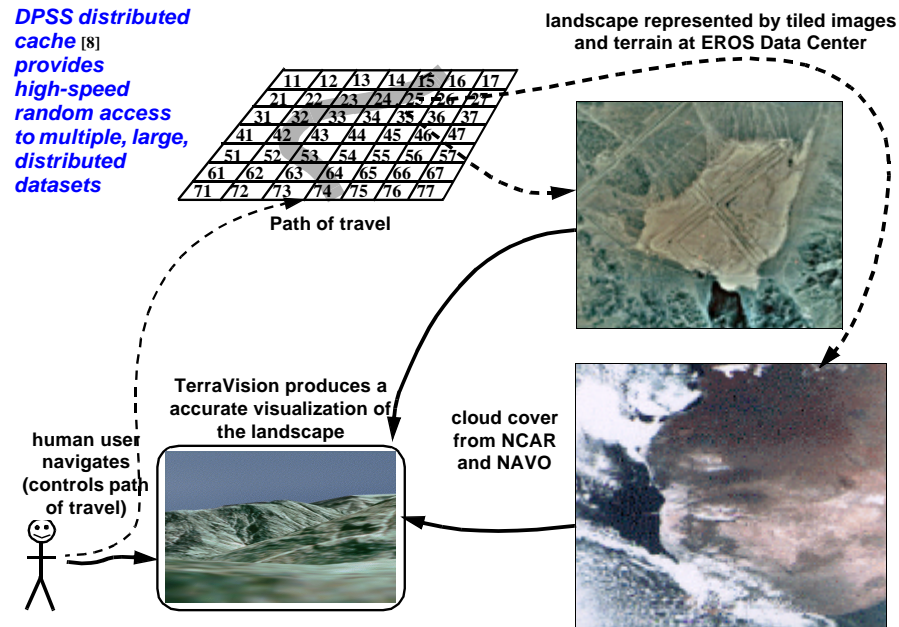 DPSS distributed
cache [8]
provides
high-speed
random access
to multiple, large,
distributed
datasets
landscape represented by tiled images
and terrain at EROS Data Center
11 12 13 14 15 16 17
21 22 23 24 25 26 27
31 32 33 34 35 36 37
41 42 43 44 45 46 47
51 52 53 54 55 56 57
61 62 63 64 65 66 67
71 72 73 74 75 76 77
Path of travel
TerraVision produces a
accurate visualization of
the landscape
cloud cover
from NCAR
and NAVO
human user
navigates
(controls path
of travel)